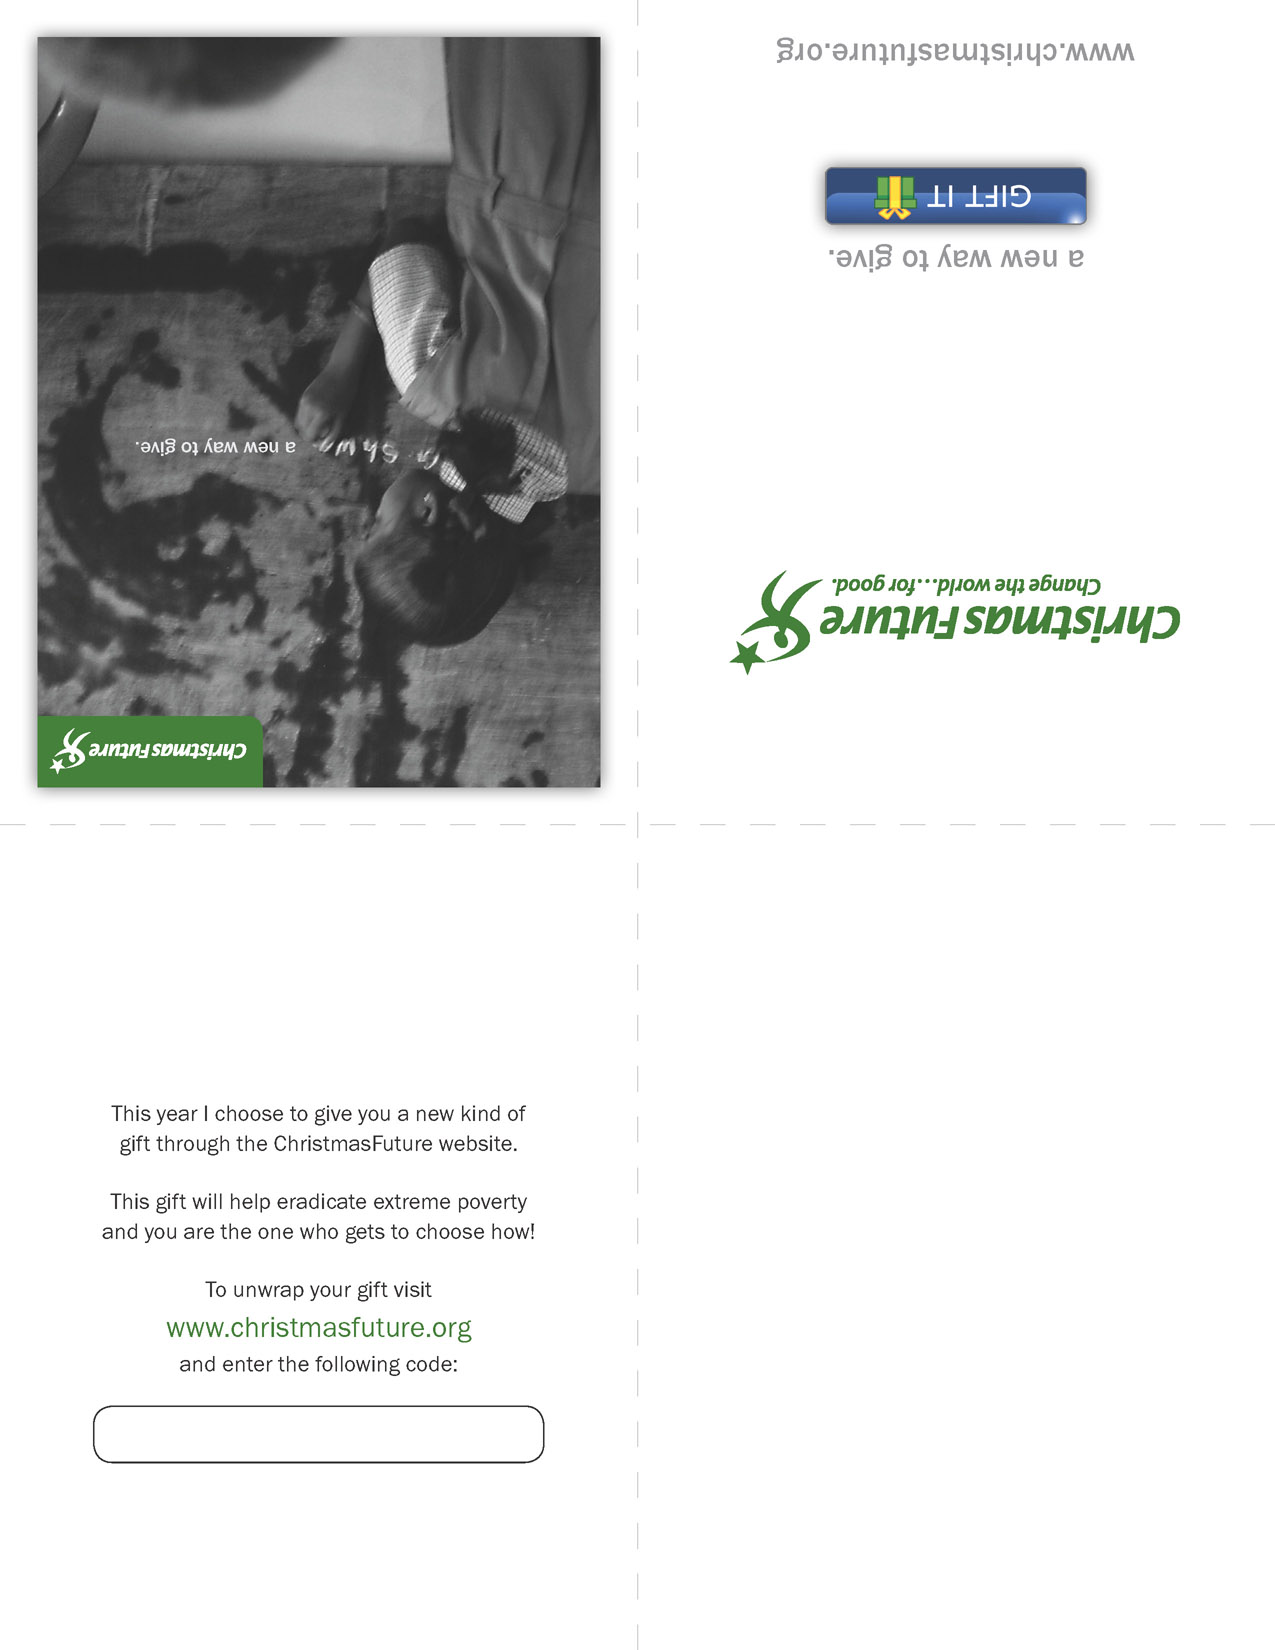 www.christmasfuture.org
GIFT IT
a new way to give.
Change the world...for good.
ChristmasFuture
a new way to give.
ChristmasFuture
This year I choose to give you a new kind of
gift through the ChristmasFuture website.
This gift will help eradicate extreme poverty
and you are the one who gets to choose how!
To unwrap your gift visit
www.christmasfuture.org
and enter the following code: